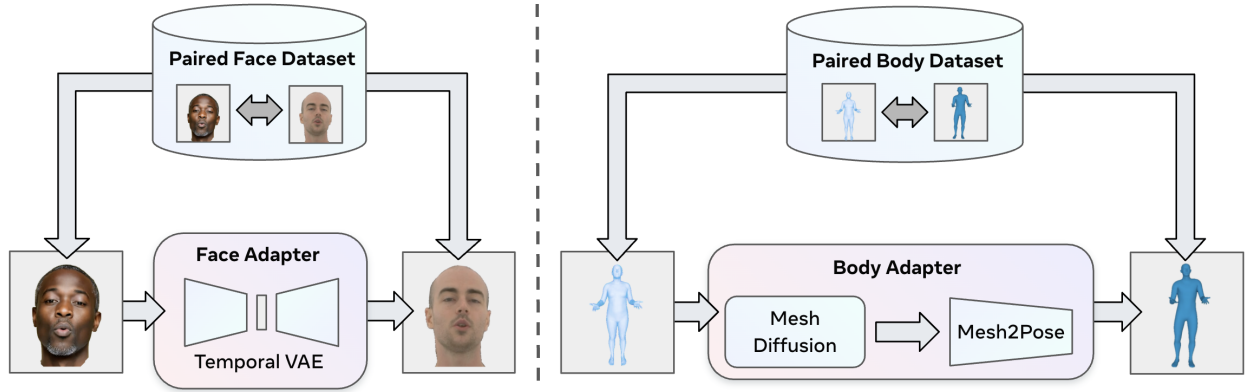 Paired Face Dataset
Face Adapter
Temporal VAE
Paired Body Dataset
Body Adapter
Mesh
Diffusion
Mesh2Pose